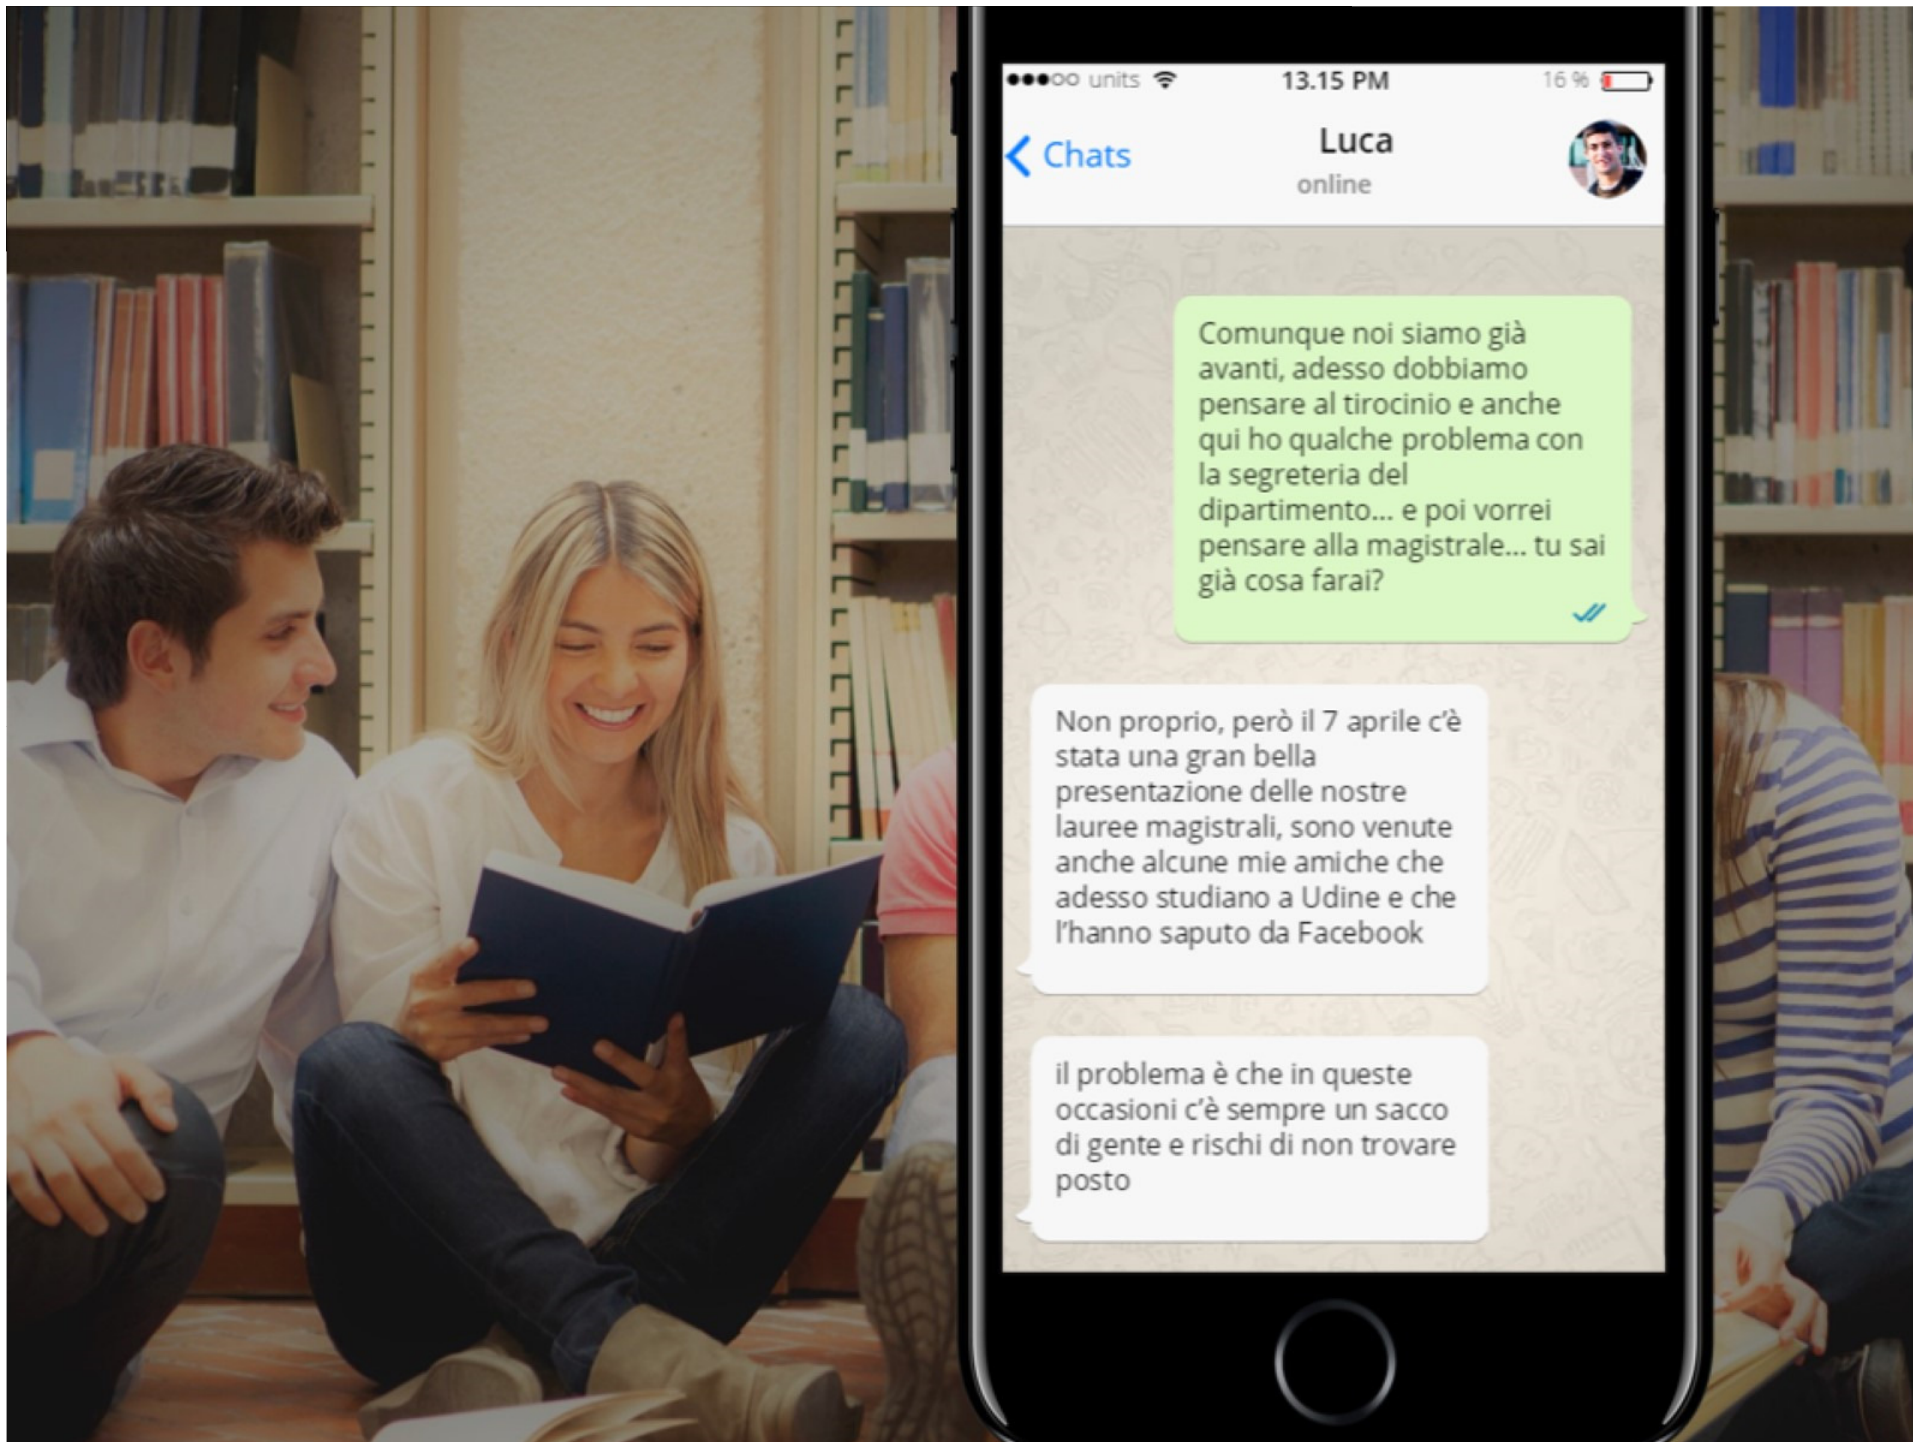 units 13.15 PM 16 %
Chats
Luca
online
Comunque noi siamo già
avanti, adesso dobbiamo
pensare al tirocinio e anche
qui ho qualche problema con
la segreteria del
dipartimento... e poi vorrei
pensare alla magistrale... tu sai
già cosa farai?
Non proprio, però il 7 aprile c'è
stata una gran bella
presentazione delle nostre
lauree magistrali, sono venute
anche alcune mie amiche che
adesso studiano a Udine e che
l'hanno saputo da Facebook
il problema è che in queste
occasioni c'è sempre un sacco
di gente e rischi di non trovare
posto